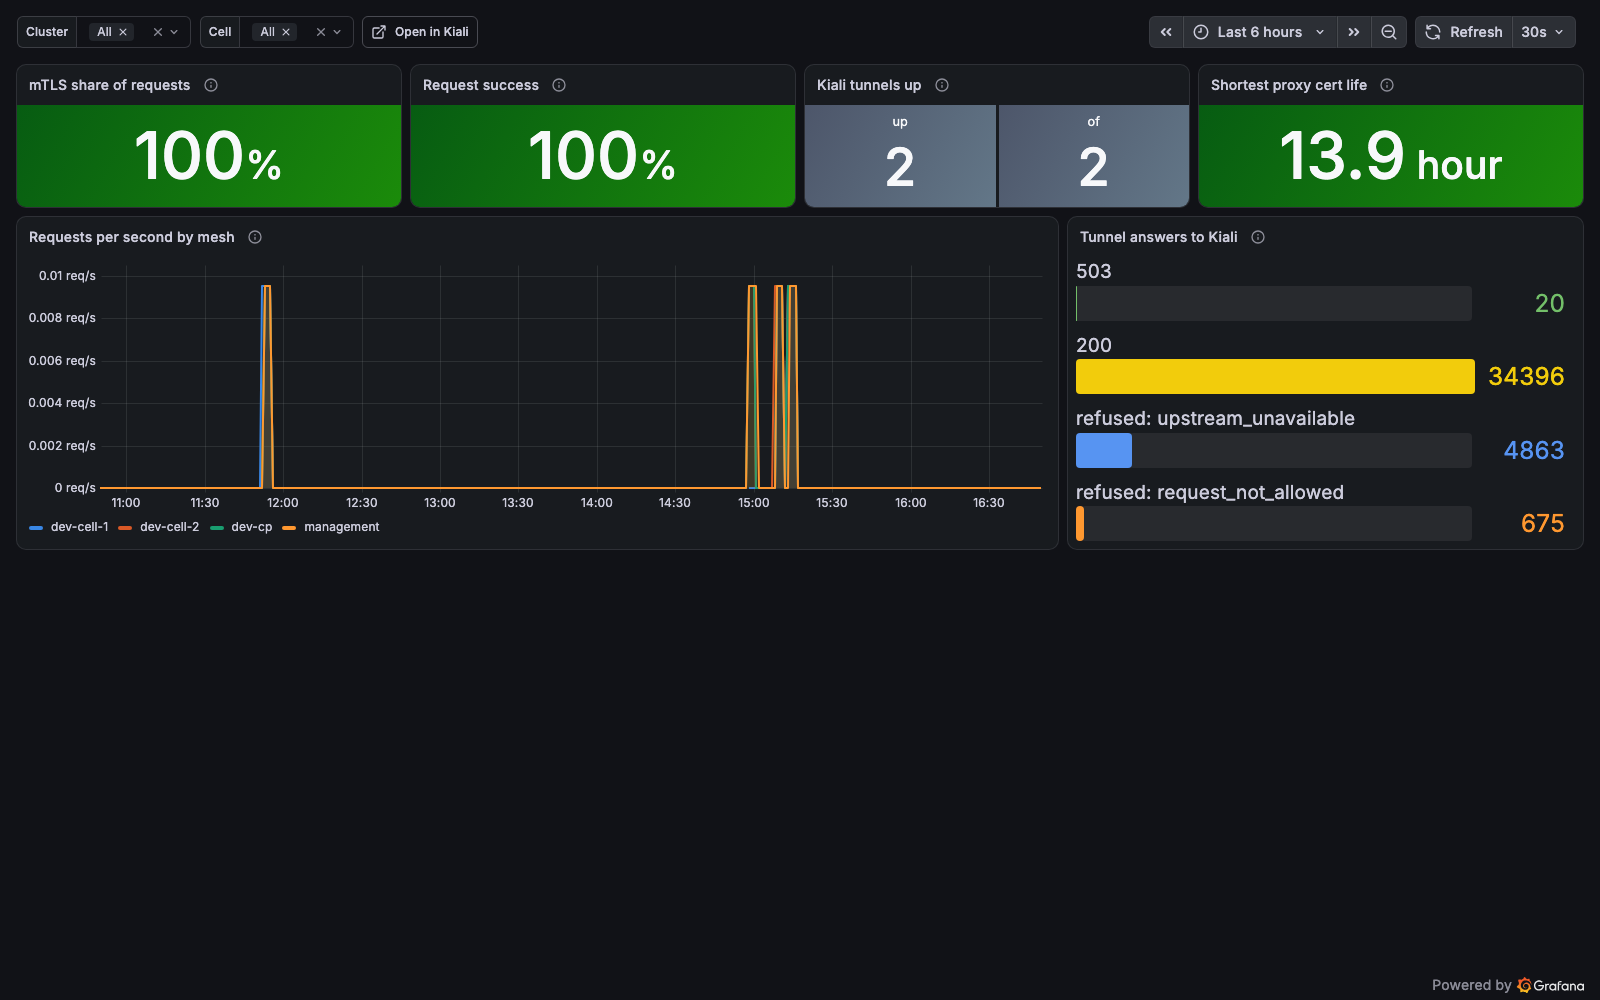 Cluster All Cell All Open in Kiali Last 6 hours Refresh 30s
mTLS share of requests
100%
Request success
100%
Kiali tunnels up
up of
2 2
Shortest proxy cert life
13.9 hour
Requests per second by mesh
0.01 req/s
0.008 req/s
0.006 req/s
0.004 req/s
0.002 req/s
0 req/s
11:00 11:30 12:00 12:30 13:00 13:30 14:00 14:30 15:00 15:30 16:00 16:30
dev-cell-1 dev-cell-2 dev-cp management
Tunnel answers to Kiali
503
20
200
34396
refused: upstream_unavailable
4863
refused: request_not_allowed
675
Powered by Grafana